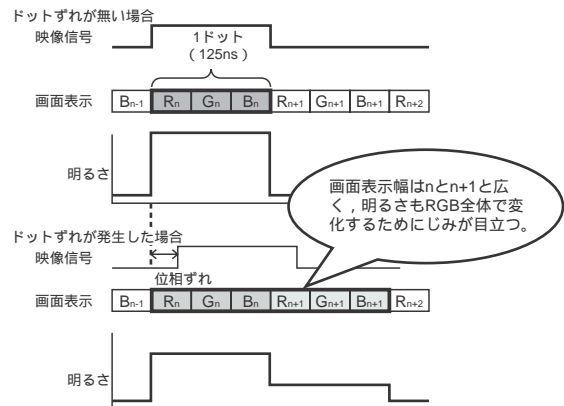 ドットずれが無い場合
映像信号
1ドット
(125ns)
画面表示
Bn-1 Rn Gn Bn Rn+1 Gn+1 Bn+1 Rn+2
明るさ
画面表示幅はnとn+1と広
く,明るさもRGB全体で変
化するためにじみが目立つ。
ドットずれが発生した場合
映像信号
位相ずれ
画面表示
Bn-1 Rn Gn Bn Rn+1 Gn+1 Bn+1 Rn+2
明るさ